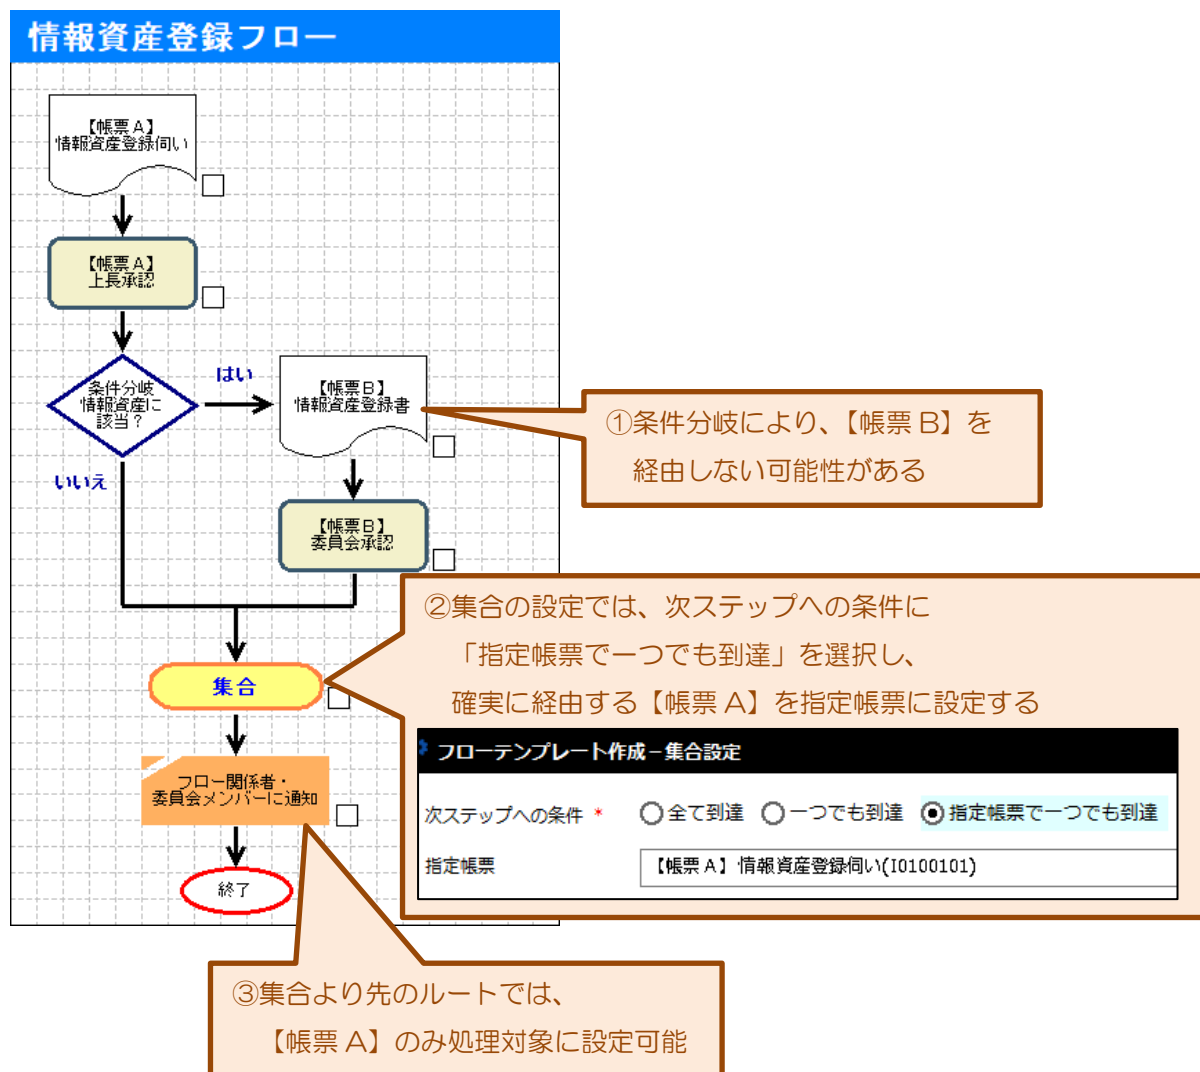 情報資産登録フロー
【帳票A】
情報資産登録伺い
【帳票A】
上長承認
条件分岐
情報資産に
該当？
はい
いいえ
【帳票B】
情報資産登録書
①条件分岐により、【帳票 B】を
経由しない可能性がある
【帳票B】
委員会承認
②集合の設定では、次ステップへの条件に
「指定帳票で一つでも到達」を選択し、
確実に経由する【帳票 A】を指定帳票に設定する
集合
フローテンプレート作成－集合設定
次ステップへの条件 * 全て到達 一つでも到達 指定帳票で一つでも到達
指定帳票 【帳票A】情報資産登録伺い(I0100101)
フロー関係者・
委員会メンバーに通知
終了
③集合より先のルートでは、
【帳票 A】のみ処理対象に設定可能